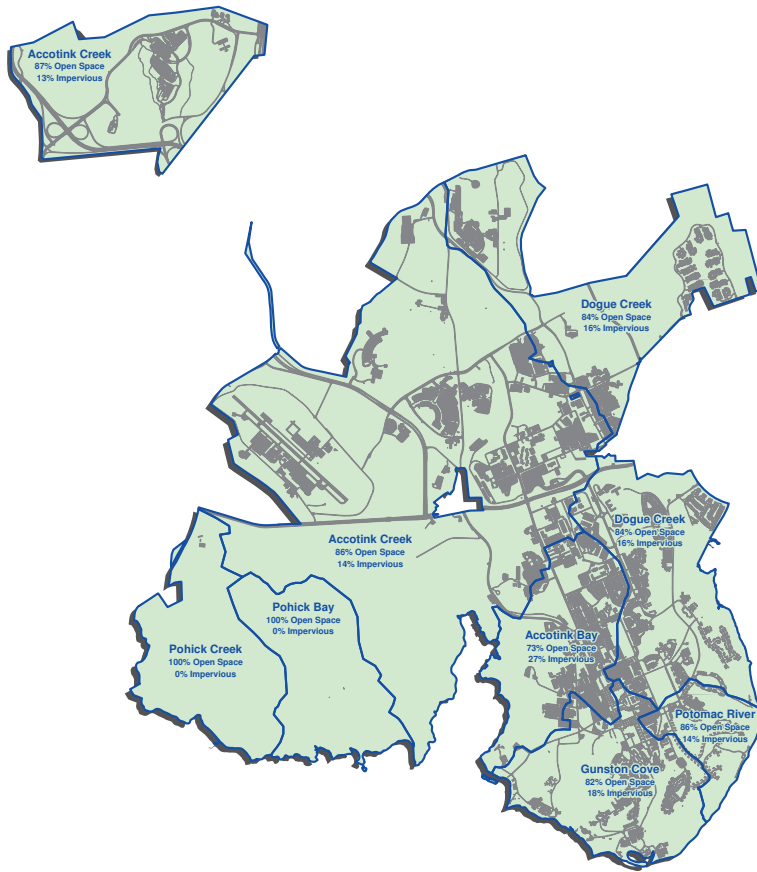 Accotink Creek
87% Open Space
13% Impervious
Dogue Creek
84% Open Space
16% Impervious
Dogue Creek
84% Open Space
16% Impervious
Accotink Creek
86% Open Space
14% Impervious
Pohick Bay
100% Open Space
0% Impervious
Pohick Creek
100% Open Space
0% Impervious
Accotink Bay
73% Open Space
27% Impervious
Potomac River
86% Open Space
14% Impervious
Gunston Cove
82% Open Space
18% Impervious